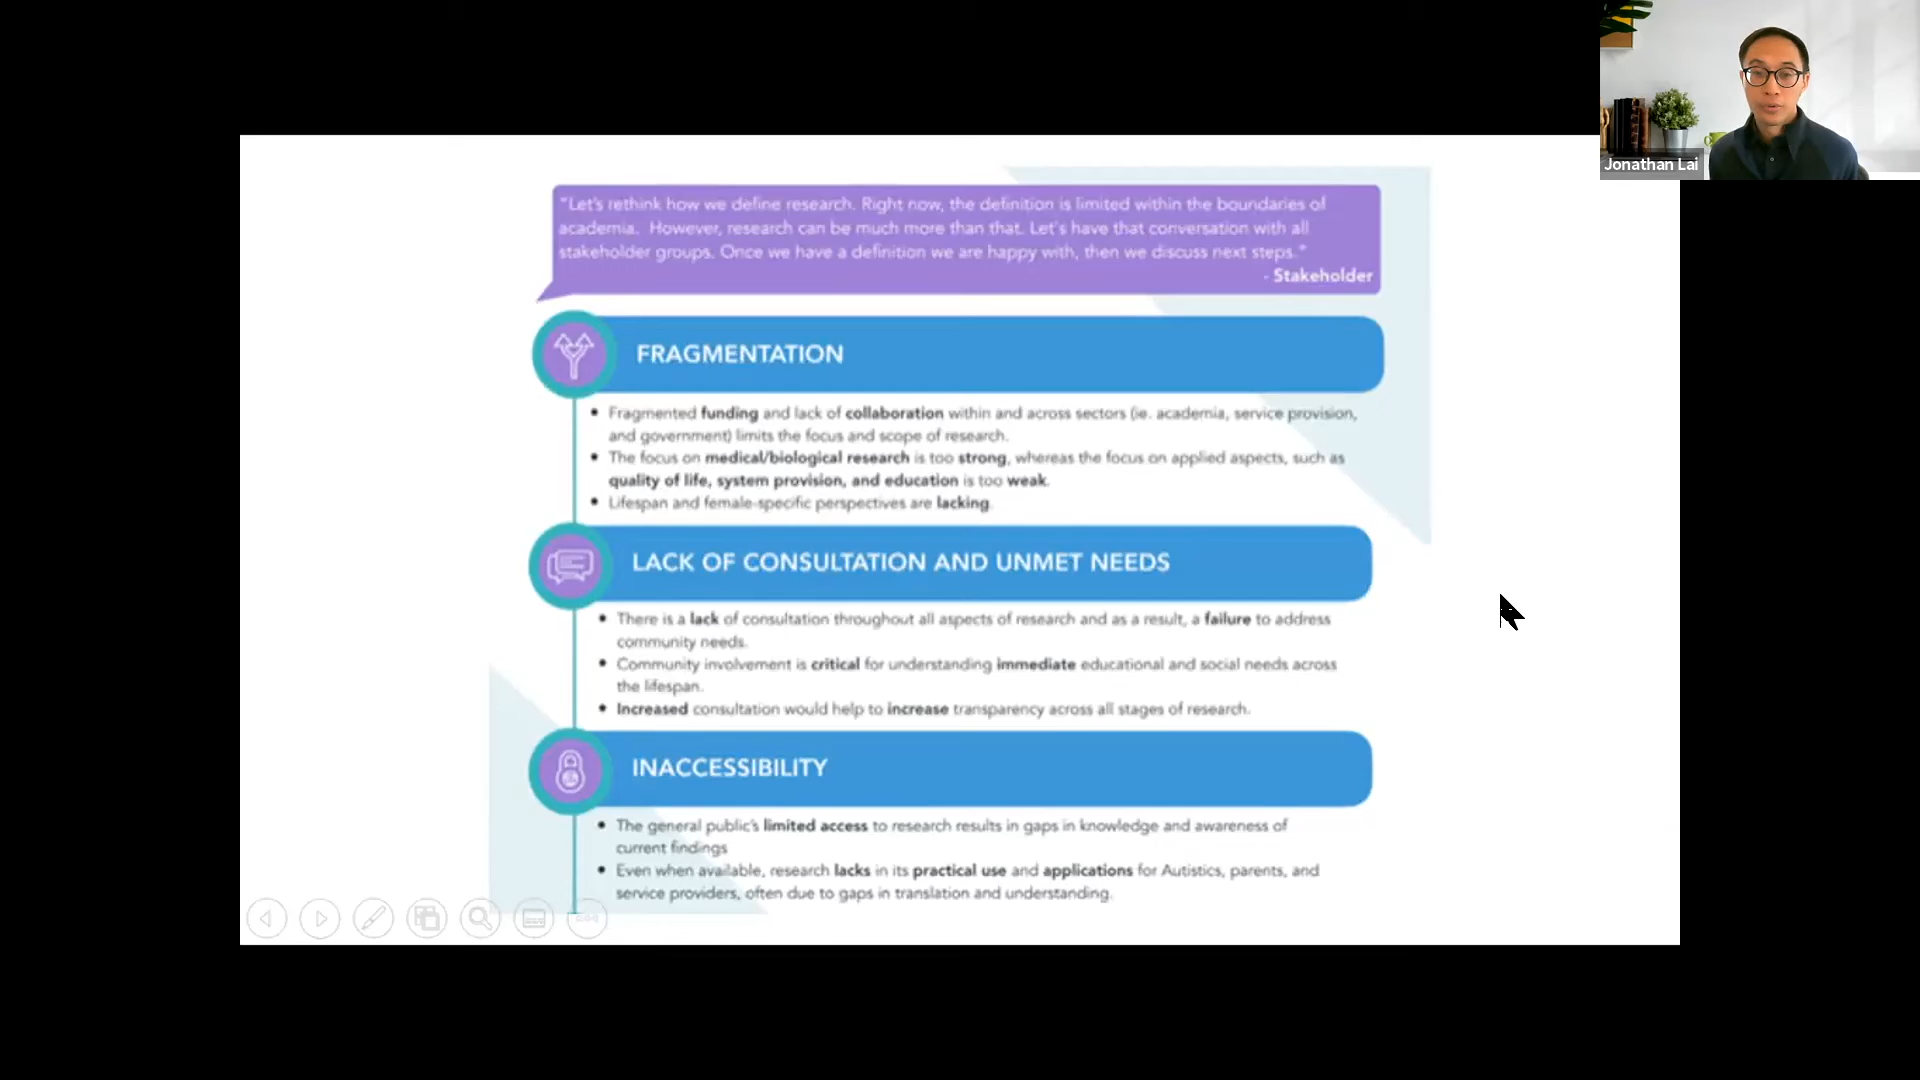 Jonathan Lai
"Let's rethink how we define research. Right now, the definition is limited within the boundaries of
academia. However, research can be much more than that. Let's have that conversation with all
stakeholder groups. Once we have a definition we are happy with, then we discuss next steps."
- Stakeholder
FRAGMENTATION
• Fragmented funding and lack of collaboration within and across sectors (ie. academia, service provision,
and government) limits the focus and scope of research.
• The focus on medical/biological research is too strong, whereas the focus on applied aspects, such as
quality of life, system provision, and education is too weak.
• Lifespan and female-specific perspectives are lacking
LACK OF CONSULTATION AND UNMET NEEDS
• There is a lack of consultation throughout all aspects of research and as a result, a failure to address
community needs.
• Community involvement is critical for understanding immediate educational and social needs across
the lifespan.
• Increased consultation would help to increase transparency across all stages of research.
INACCESSIBILITY
• The general public's limited access to research results in gaps in knowledge and awareness of
current findings
• Even when available, research lacks in its practical use and applications for Autistics, parents, and
service providers, often due to gaps in translation and understanding.